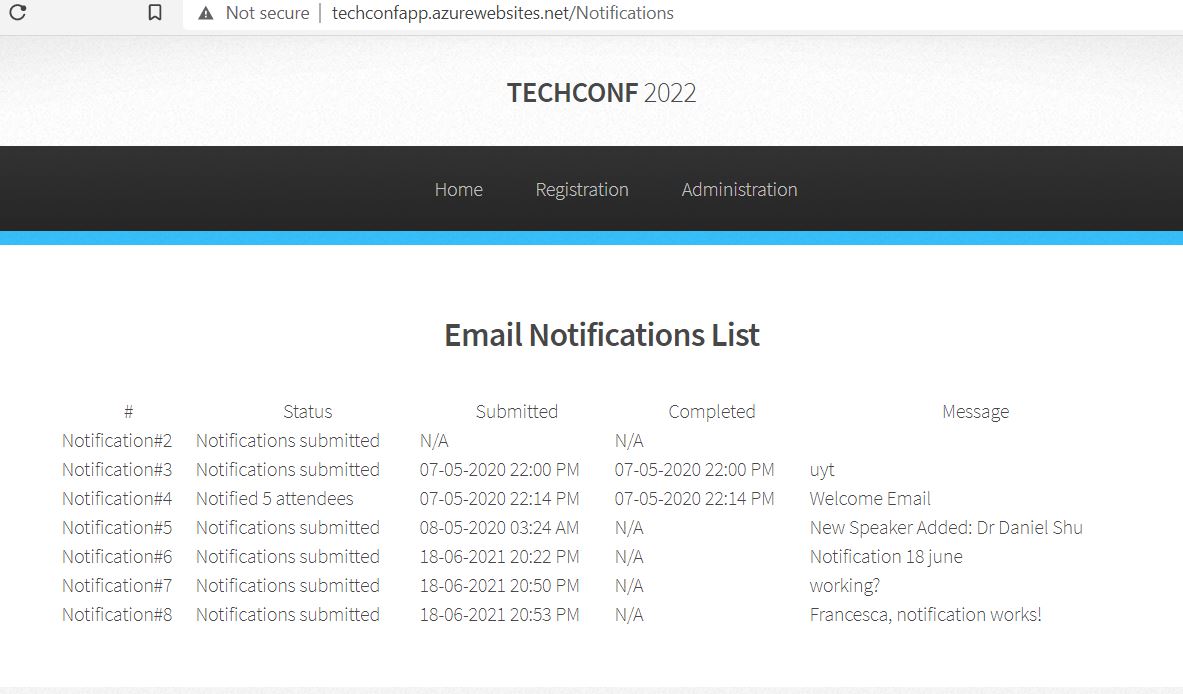 Not secure | techconfapp.azurewebsites.net/Notifications
TECHCONF 2022
Home Registration Administration
Email Notifications List
# Status Submitted Completed Message
Notification#2 Notifications submitted N/A N/A
Notification#3 Notifications submitted 07-05-2020 22:00 PM 07-05-2020 22:00 PM uyt
Notification#4 Notified 5 attendees 07-05-2020 22:14 PM 07-05-2020 22:14 PM Welcome Email
Notification#5 Notifications submitted 08-05-2020 03:24 AM N/A New Speaker Added: Dr Daniel Shu
Notification#6 Notifications submitted 18-06-2021 20:22 PM N/A Notification 18 june
Notification#7 Notifications submitted 18-06-2021 20:50 PM N/A working?
Notification#8 Notifications submitted 18-06-2021 20:53 PM N/A Francesca, notification works!